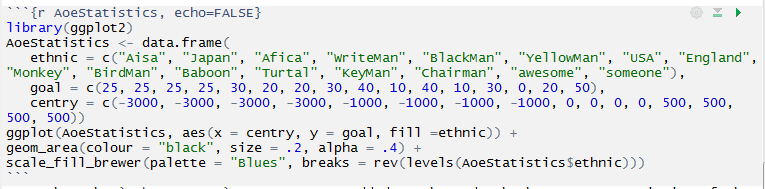 ```{r AoeStatistics, echo=FALSE}
library(ggplot2)
AoeStatistics <- data.frame(
ethnic = c("Aisa", "Japan", "Afica", "WriteMan", "BlackMan", "YellowMan", "USA", "England",
"Monkey", "BirdMan", "Baboon", "Turtal", "KeyMan", "Chairman", "awesome", "someone"),
goal = c(25, 25, 25, 25, 30, 20, 20, 30, 40, 10, 40, 10, 30, 0, 20, 50),
centry = c(-3000, -3000, -3000, -3000, -1000, -1000, -1000, -1000, 0, 0, 0, 0, 500, 500,
500, 500))
ggplot(AoeStatistics, aes(x = centry, y = goal, fill =ethnic)) +
geom_area(colour = "black", size = .2, alpha = .4) +
scale_fill_brewer(palette = "Blues", breaks = rev(levels(AoeStatistics$ethnic)))
```